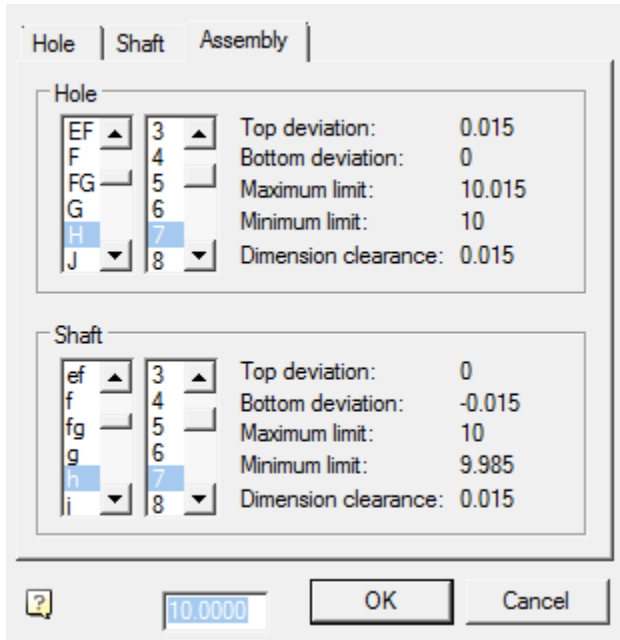 Hole Shaft Assembly
Hole
EF 3 Top deviation: 0.015
F 4 Bottom deviation: 0
FG 5 Maximum limit: 10.015
G 6 Minimum limit: 10
H 7
J 8 Dimension clearance: 0.015
Shaft
ef 3 Top deviation: 0
f 4 Bottom deviation: -0.015
fg 5 Maximum limit: 10
g 6 Minimum limit: 9.985
h 7
i 8 Dimension clearance: 0.015
10.0000 OK Cancel